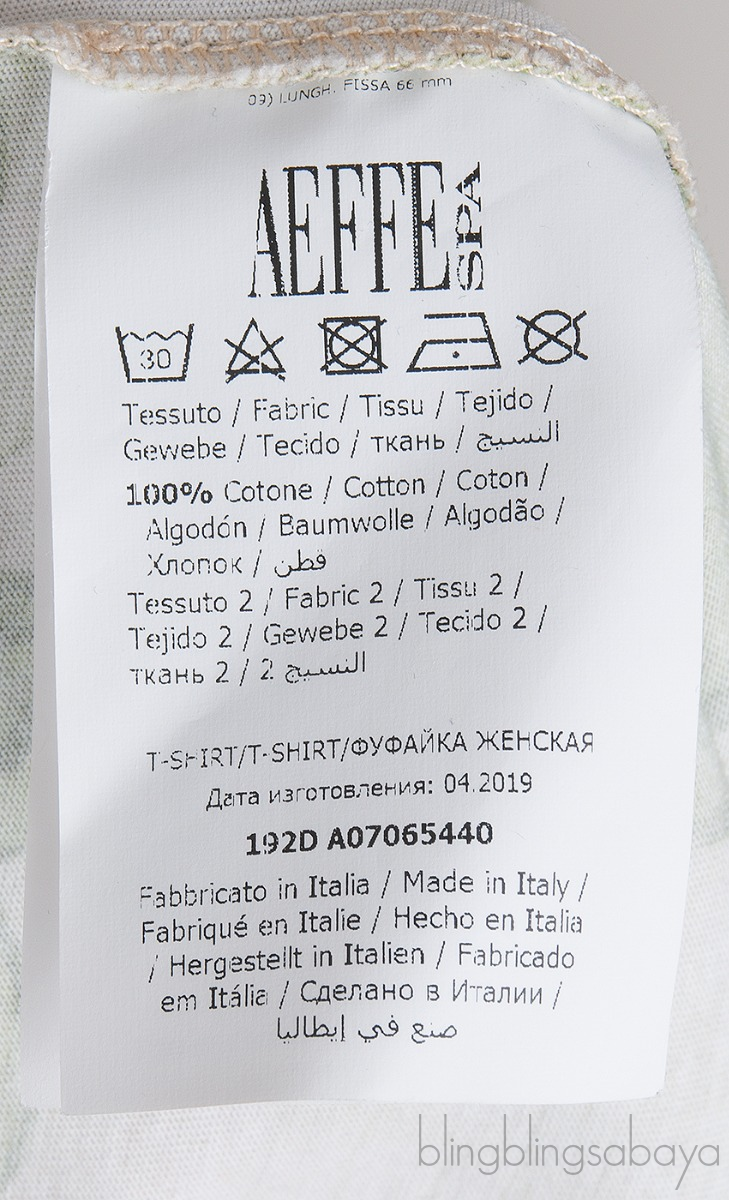 09) LUNGH. FISSA 66 mm
AEFFE SPA
30
Tessuto / Fabric / Tissu / Tejido /
Gewebe / Tecido / ткань / النسيج
100% Cotone / Cotton / Coton /
Algodón / Baumwolle / Algodão /
Хлопок / قطن
Tessuto 2 / Fabric 2 / Tissu 2 /
Tejido 2 / Gewebe 2 / Tecido 2 /
ткань 2 / 2 النسيج
T-SHIRT/T-SHIRT/ФУФАЙКА ЖЕНСКАЯ
Дата изготовления: 04.2019
192D A07065440
Fabbricato in Italia / Made in Italy /
Fabriqué en Italie / Hecho en Italia
/ Hergestellt in Italien / Fabricado
em Itália / Сделано в Италии /
صنع في إيطاليا
blingblingsabaya